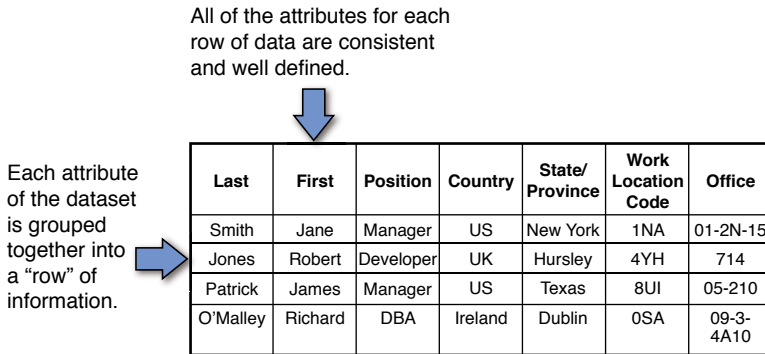 All of the attributes for each
row of data are consistent
and well defined.
Each attribute
of the dataset
is grouped
together into
a “row” of
information.
Last First Position Country State/Province Work Location Code Office
Smith Jane Manager US New York 1NA 01-2N-15
Jones Robert Developer UK Hursley 4YH 714
Patrick James Manager US Texas 8UI 05-210
O’Malley Richard DBA Ireland Dublin 0SA 09-3-4A10